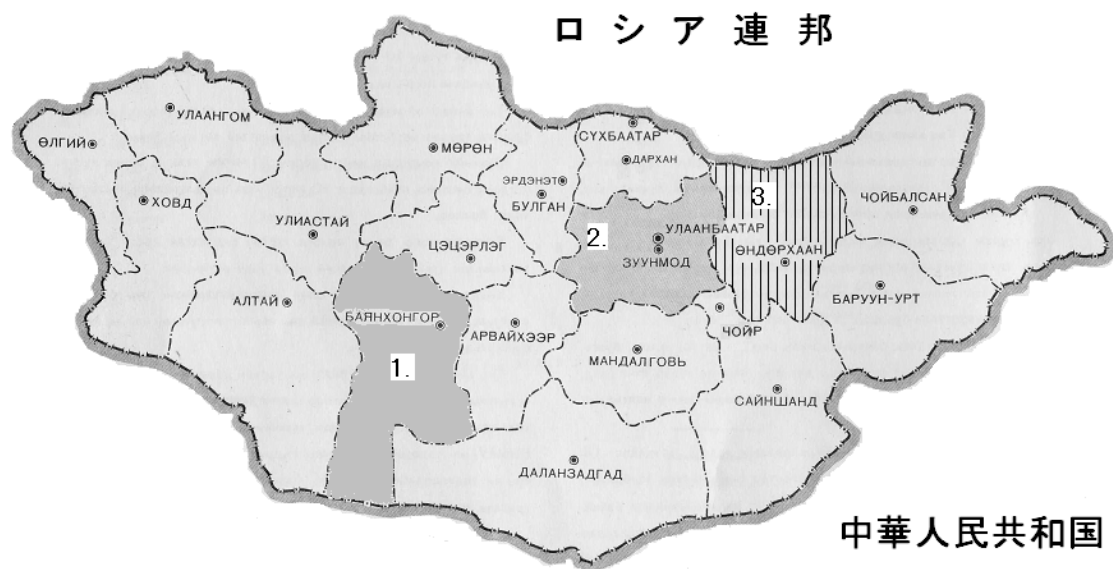 ロシア連邦
УЛААНГОМ
ӨЛГИЙ
ХОВД
МӨРӨН
СҮХБААТАР
ДАРХАН
ЭРДЭНЭТ
БУЛГАН
3.
ЧОЙБАЛСАН
УЛИАСТАЙ
ЦЭЦЭРЛЭГ
2.
УЛААНБААТАР
ЗУУНМОД
ӨНДӨРХААН
АЛТАЙ
БАЯНХОНГОР
АРВАЙХЭЭР
ЧОЙР
БАРУУН-УРТ
1.
МАНДАЛГОВЬ
САЙНШАНД
ДАЛАНЗАДГАД
中華人民共和国